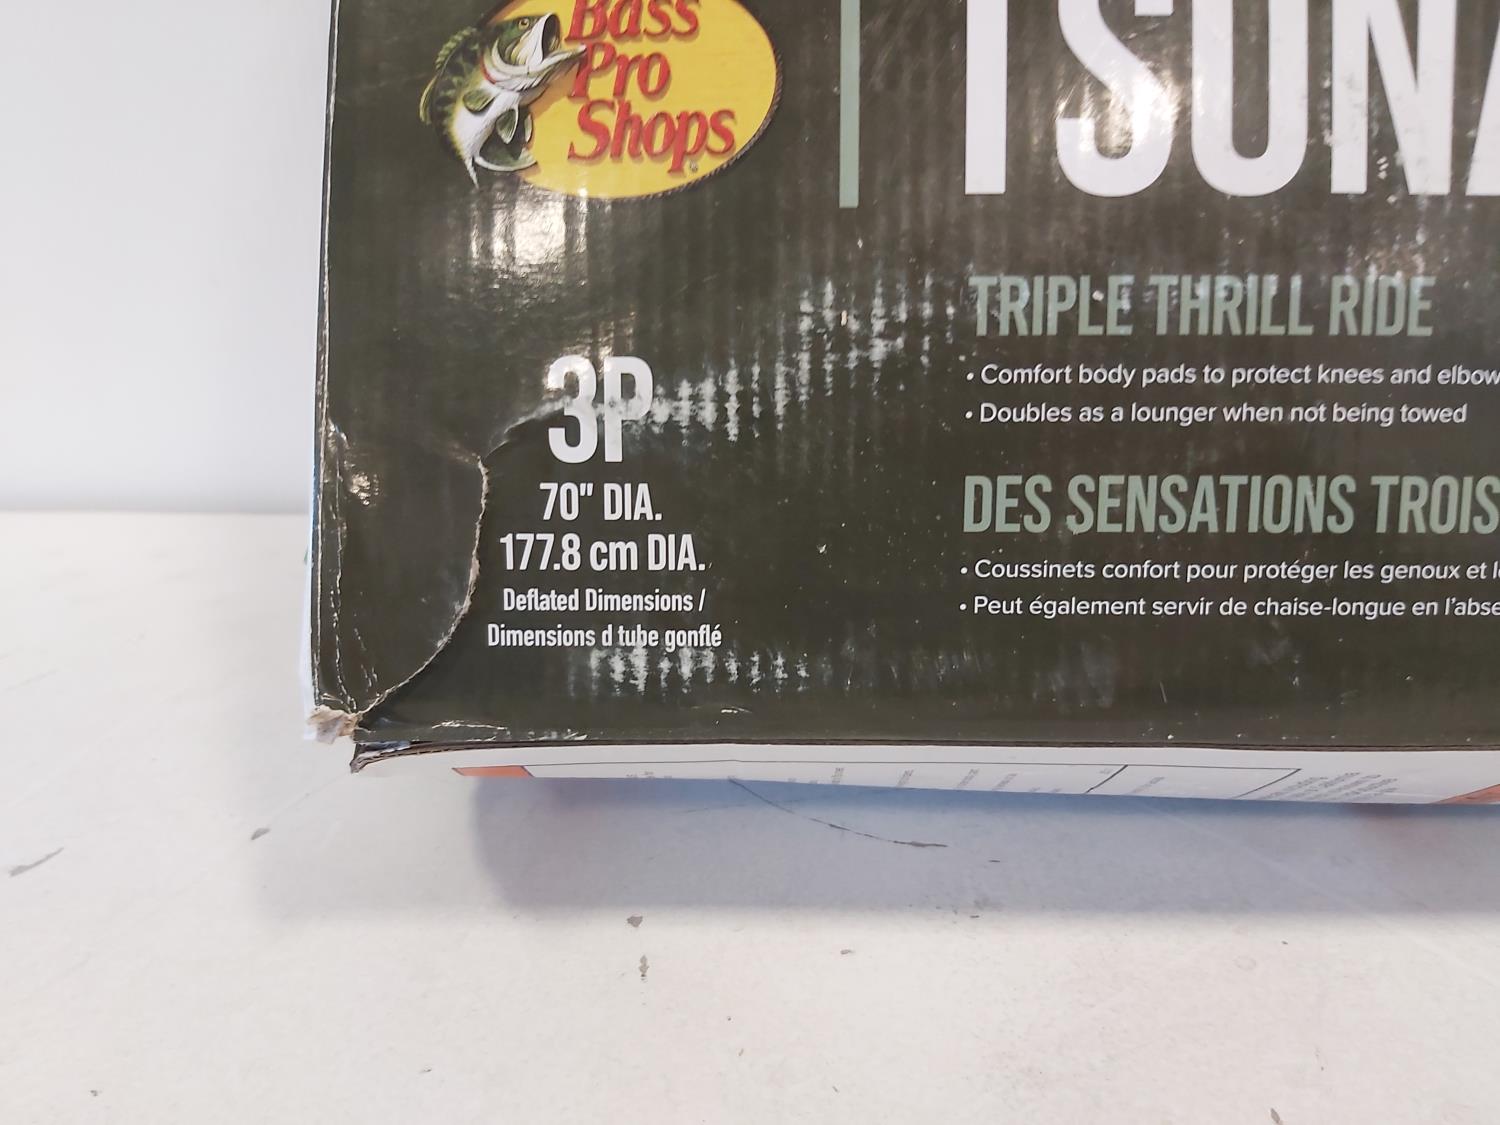 Bass
Pro
Shops
TSUNA
TRIPLE THRILL RIDE
• Comfort body pads to protect knees and elbow
• Doubles as a lounger when not being towed
3P
70" DIA.
177.8 cm DIA.
Deflated Dimensions /
Dimensions d tube gonflé
DES SENSATIONS TROIS
• Coussinets confort pour protéger les genoux et l
• Peut également servir de chaise-longue en l'abse